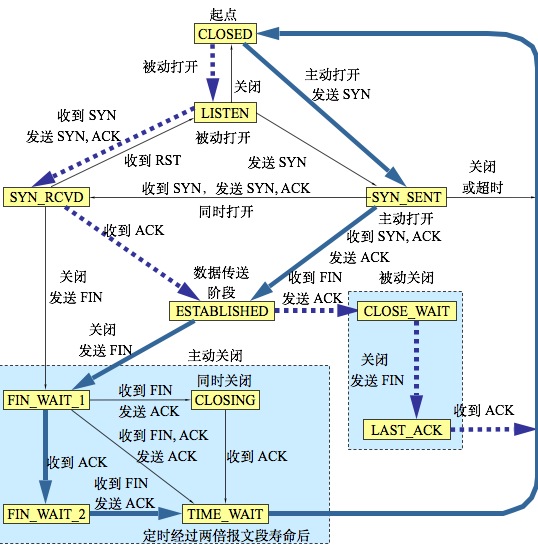 起点
CLOSED
被动打开
关闭
主动打开
发送 SYN
LISTEN
被动打开
收到 SYN
发送 SYN, ACK
收到 RST
发送 SYN
SYN_RCVD
收到 SYN，发送 SYN, ACK
同时打开
SYN_SENT
主动打开
关闭
或超时
收到 ACK
收到 SYN, ACK
发送 ACK
数据传送
阶段
ESTABLISHED
收到 FIN
发送 ACK
被动关闭
CLOSE_WAIT
关闭
发送 FIN
关闭
发送 FIN
关闭
发送 FIN
LAST_ACK
收到 ACK
主动关闭
FIN_WAIT_1
收到 FIN
发送 ACK
同时关闭
CLOSING
收到 FIN, ACK
发送 ACK
收到 ACK
收到 ACK
收到 FIN
发送 ACK
FIN_WAIT_2
TIME_WAIT
定时经过两倍报文段寿命后